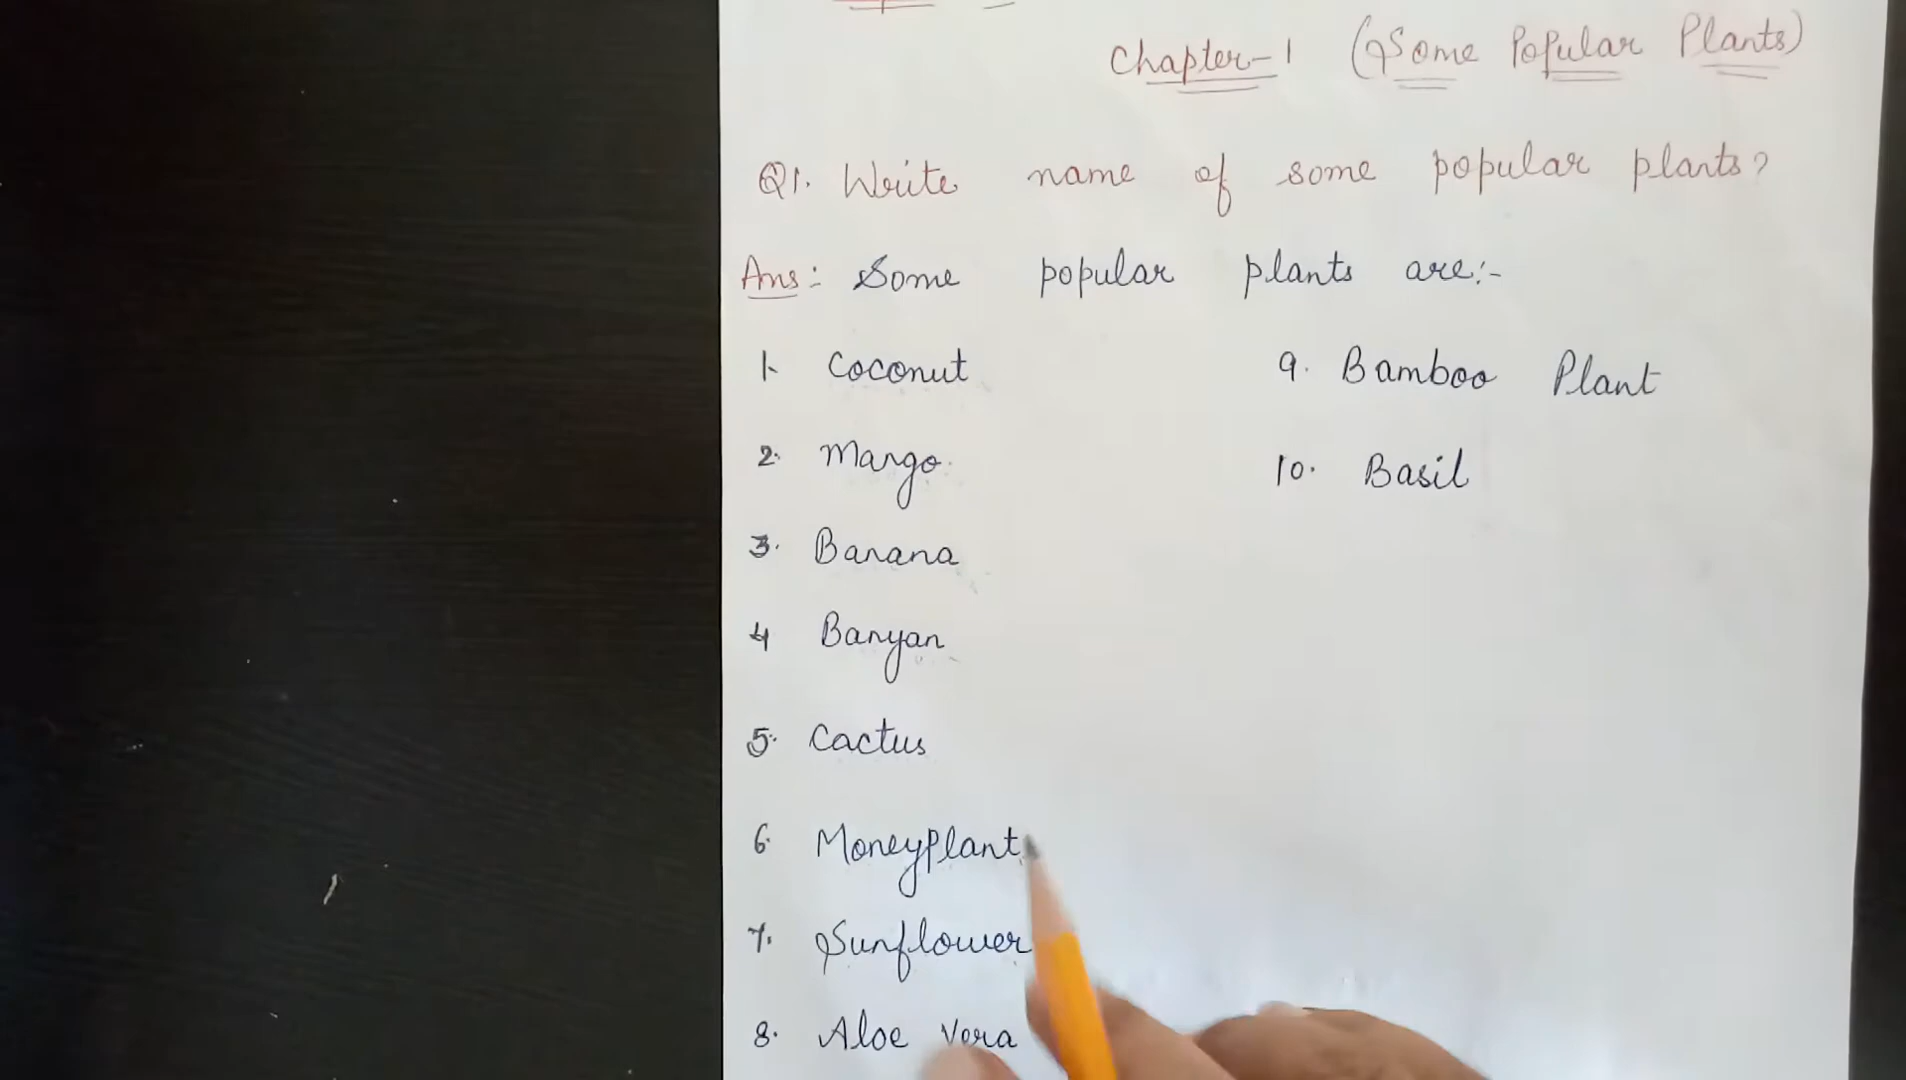 Chapter-1 (Some Popular Plants)
Q1. Write name of some popular plants?
Ans: Some popular plants are:-
1. Coconut
2. Mango
3. Banana
4 Banyan
5. Cactus
6. MoneyPlant
7. Sunflower
8. Aloe Vera
9. Bamboo Plant
10. Basil